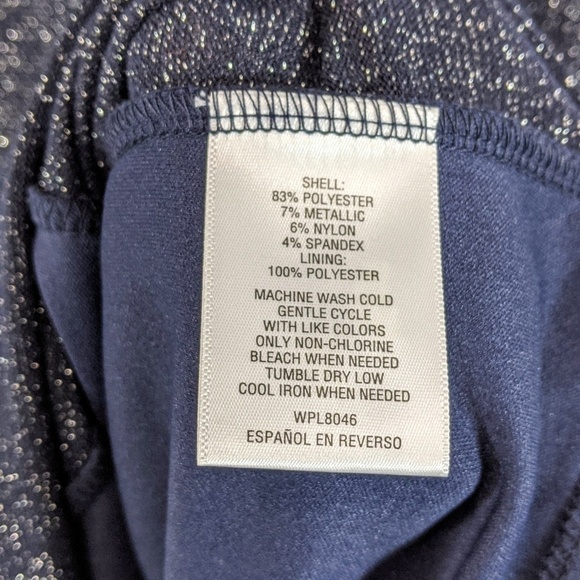 SHELL:
83% POLYESTER
7% METALLIC
6% NYLON
4% SPANDEX
LINING:
100% POLYESTER
MACHINE WASH COLD
GENTLE CYCLE
WITH LIKE COLORS
ONLY NON-CHLORINE
BLEACH WHEN NEEDED
TUMBLE DRY LOW
COOL IRON WHEN NEEDED
WPL8046
ESPAÑOL EN REVERSO